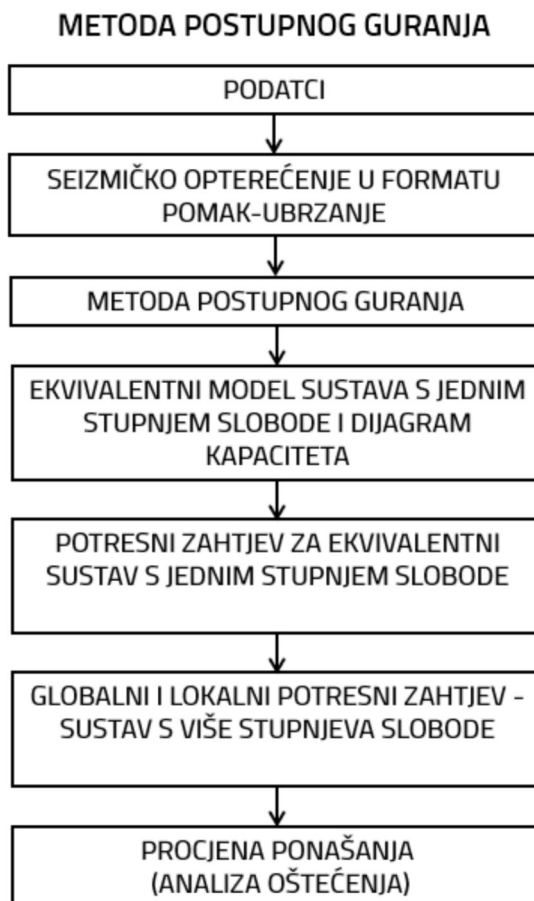 METODA POSTUPNOG GURANJA
PODATCI
SEIZMIČKO OPTEREĆENJE U FORMATU
POMAK-UBRZANJE
METODA POSTUPNOG GURANJA
EKVIVALENTNI MODEL SUSTAVA S JEDNIM
STUPNJEM SLOBODE I DIJAGRAM
KAPACITETA
POTRESNI ZAHTJEV ZA EKVIVALENTNI
SUSTAV S JEDNIM STUPNJEM SLOBODE
GLOBALNI I LOKALNI POTRESNI ZAHTJEV -
SUSTAV S VIŠE STUPNJEVA SLOBODE
PROCJENA PONAŠANJA
(ANALIZA OŠTEĆENJA)